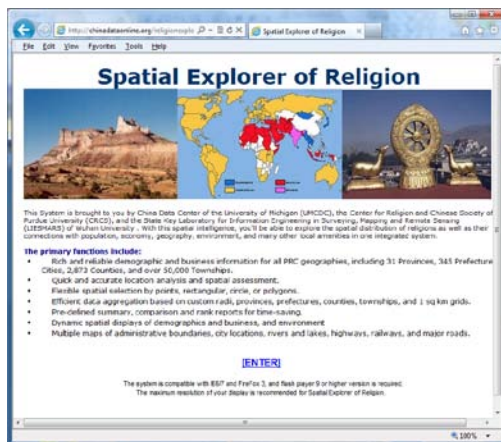 http://chinadataonline.org/religionexplo
Spatial Explorer of Religion
File Edit View Favorites Tools Help
Spatial Explorer of Religion
This System is brought to you by China Data Center of the University of Michigan (UMCDC), the Center for Religion and Chinese Society of
Purdue University (CRCS), and the State Key Laboratory for Information Engineering in Surveying, Mapping and Remote Sensing
(LIESMARS) of Wuhan University . With this spatial intelligence, you'll be able to explore the spatial distribution of religions as well as their
connections with population, economy, geography, environment, and many other local amenities in one integrated system.
The primary functions include:
• Rich and reliable demographic and business information for all PRC geographies, including 31 Provinces, 345 Prefecture
Cities, 2,873 Counties, and over 50,000 Townships.
• Quick and accurate location analysis and spatial assessment.
• Flexible spatial selection by points, rectangular, circle, or polygons.
• Efficient data aggregation based on custom radii, provinces, prefectures, counties, townships, and 1 sq km grids.
• Pre-defined summary, comparison and rank reports for time-saving.
• Dynamic spatial displays of demographics and business, and environment
• Multiple maps of administrative boundaries, city locations, rivers and lakes, highways, railways, and major roads.
[ENTER]
The system is compatible with IE6/7 and FireFox 3, and flash player 9 or higher version is required.
The maximum resolution of your display is recommended for Spatial Explorer of Religion.
100%